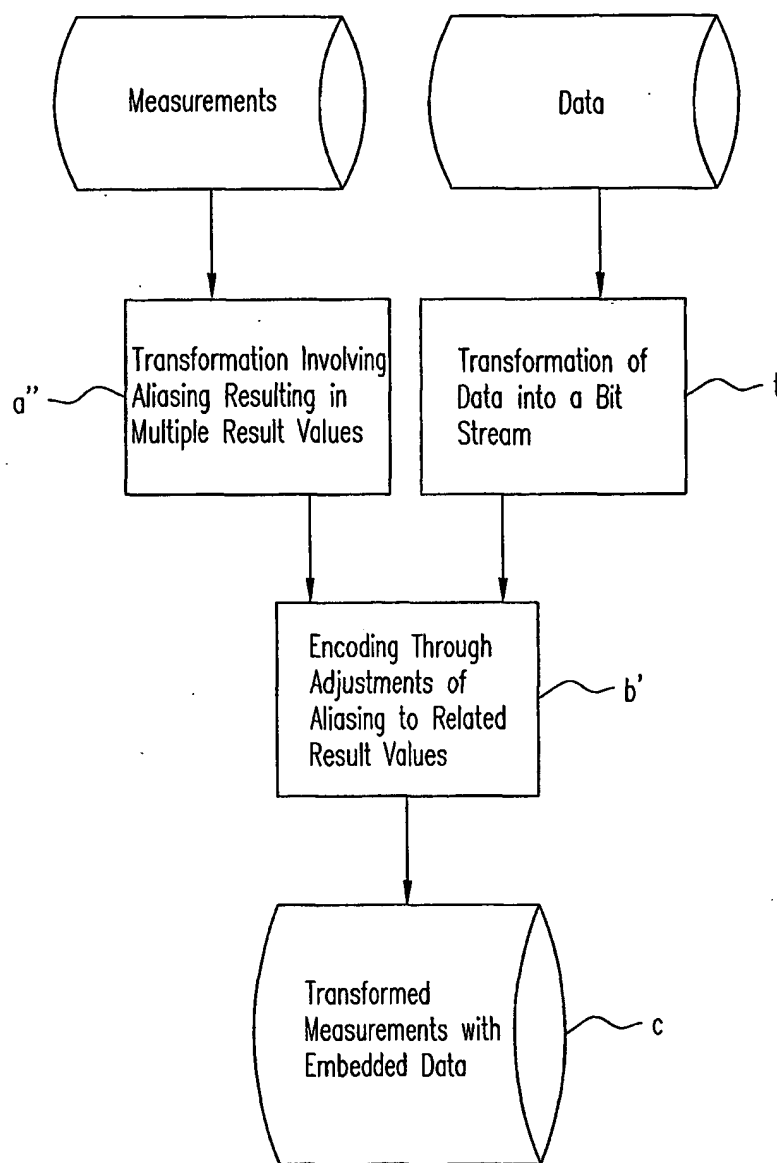 Measurements
Data
Transformation Involving
Aliasing Resulting in
Multiple Result Values
a''
Transformation of
Data into a Bit
Stream
t
Encoding Through
Adjustments of
Aliasing to Related
Result Values
b'
Transformed
Measurements with
Embedded Data
c